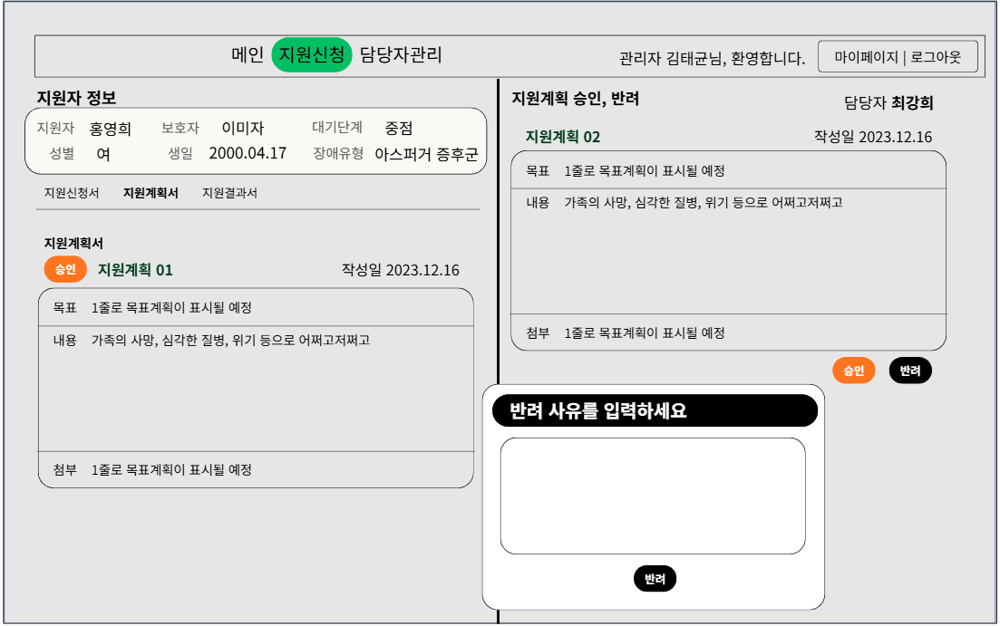 메인 지원신청 담당자관리 관리자 김태균님, 환영합니다. 마이페이지 | 로그아웃
지원자 정보
지원자 홍영희 보호자 이미자 대기단계 중점
성별 여 생일 2000.04.17 장애유형 아스퍼거 증후군
지원신청서 지원계획서 지원결과서
지원계획서
승인 지원계획 01 작성일 2023.12.16
목표 1줄로 목표계획이 표시될 예정
내용 가족의 사망, 심각한 질병, 위기 등으로 어쩌고저쩌고
첨부 1줄로 목표계획이 표시될 예정
지원계획 승인, 반려 담당자 최강희
지원계획 02 작성일 2023.12.16
목표 1줄로 목표계획이 표시될 예정
내용 가족의 사망, 심각한 질병, 위기 등으로 어쩌고저쩌고
첨부 1줄로 목표계획이 표시될 예정
승인 반려
반려 사유를 입력하세요
반려